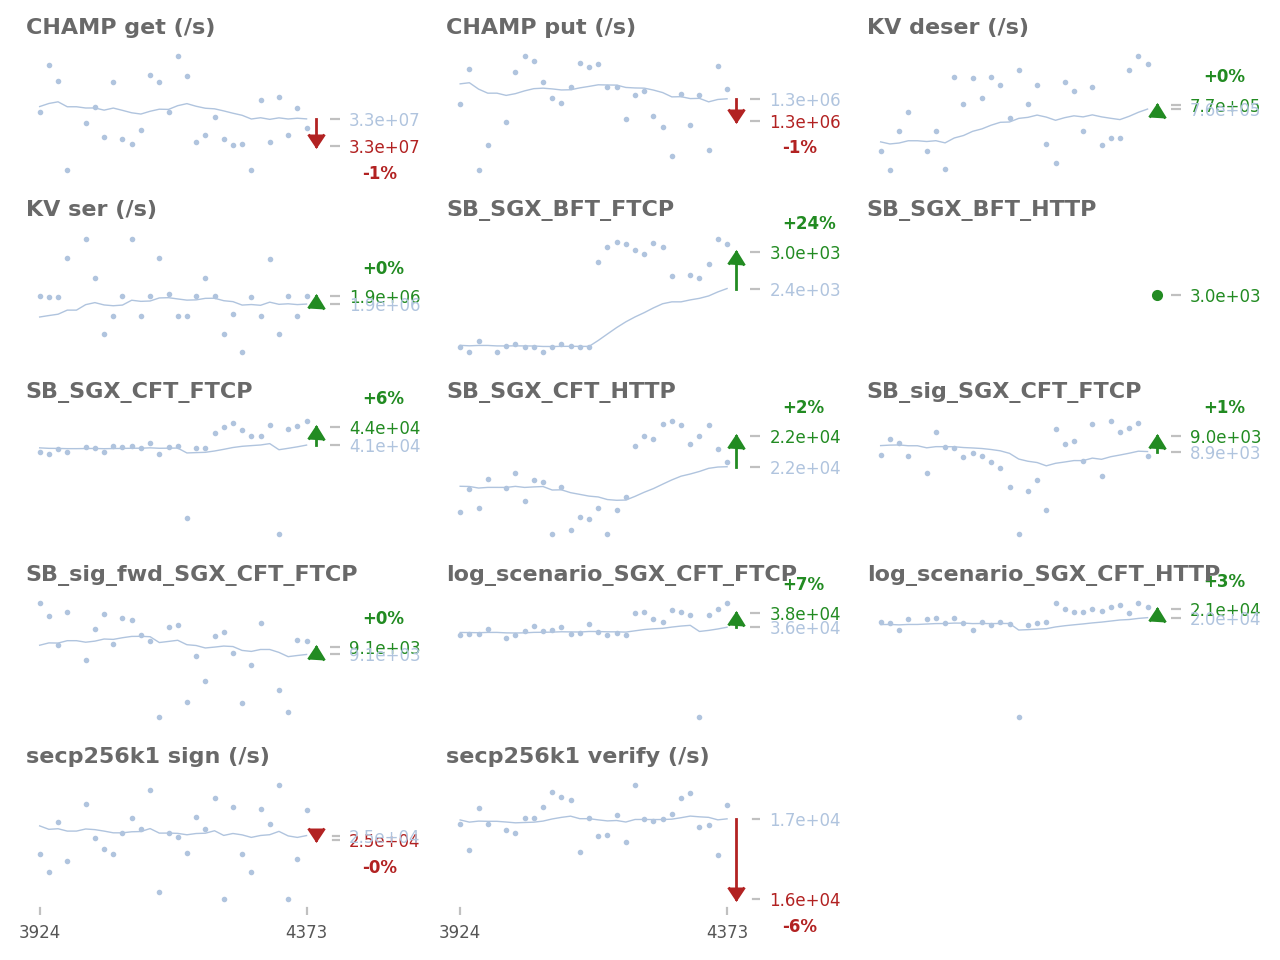 CHAMP get (/s)
3.3e+07
3.3e+07
-1%
CHAMP put (/s)
1.3e+06
1.3e+06
-1%
KV deser (/s)
+0%
7.7e+05
7.6e+05
KV ser (/s)
+0%
1.9e+06
1.9e+06
SB_SGX_BFT_FTCP
+24%
3.0e+03
2.4e+03
SB_SGX_BFT_HTTP
3.0e+03
SB_SGX_CFT_FTCP
+6%
4.4e+04
4.1e+04
SB_SGX_CFT_HTTP
+2%
2.2e+04
2.2e+04
SB_sig_SGX_CFT_FTCP
+1%
9.0e+03
8.9e+03
SB_sig_fwd_SGX_CFT_FTCP
+0%
9.1e+03
9.1e+03
log_scenario_SGX_CFT_FTCP
+7%
3.8e+04
3.6e+04
log_scenario_SGX_CFT_HTTP
+3%
2.1e+04
2.0e+04
secp256k1 sign (/s)
2.5e+04
2.5e+04
-0%
3924
4373
secp256k1 verify (/s)
1.7e+04
1.6e+04
-6%
3924
4373